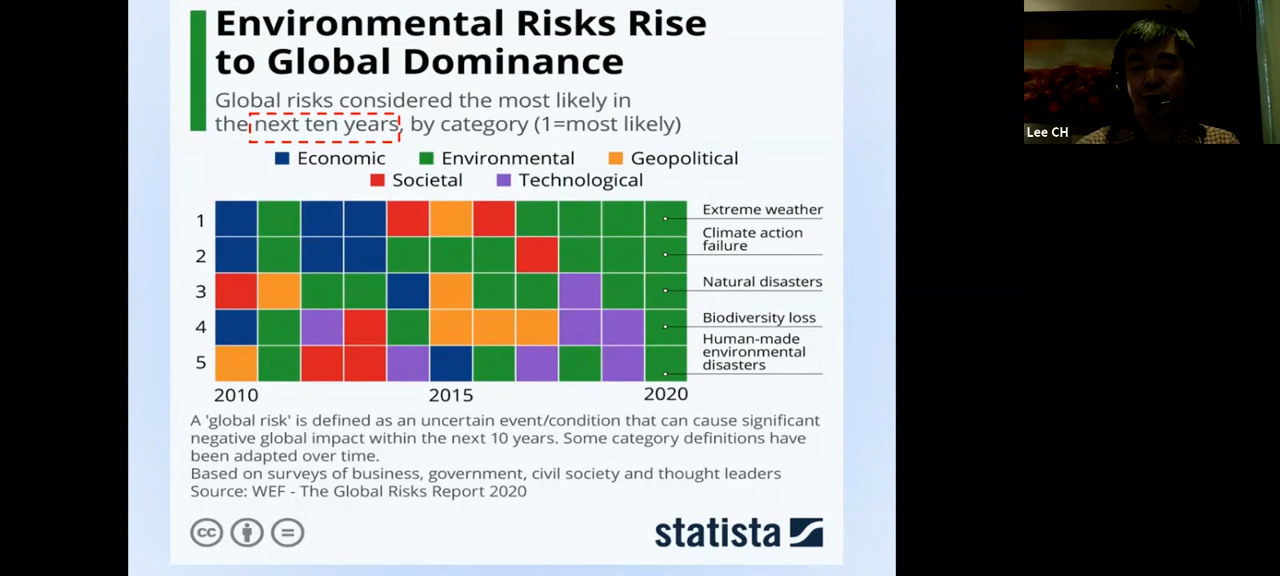 Environmental Risks Rise
to Global Dominance
Global risks considered the most likely in
the next ten years, by category (1=most likely)
Economic Environmental Geopolitical
Societal Technological
1
2
3
4
5
Extreme weather
Climate action
failure
Natural disasters
Biodiversity loss
Human-made
environmental
disasters
2010 2015 2020
A 'global risk' is defined as an uncertain event/condition that can cause significant
negative global impact within the next 10 years. Some category definitions have
been adapted over time.
Based on surveys of business, government, civil society and thought leaders
Source: WEF - The Global Risks Report 2020
cc
statista
Lee CH